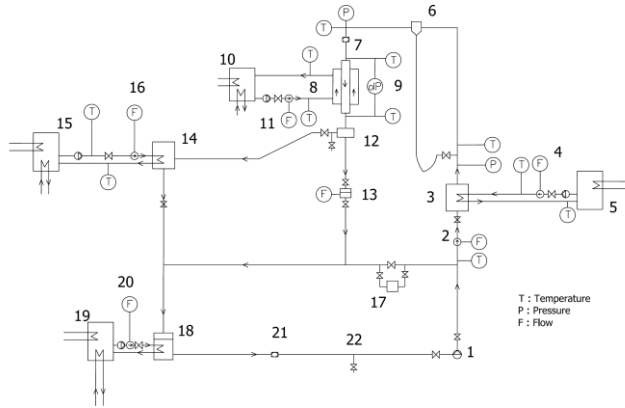 P
T
6
7
T
10
T
8
dP
9
16
F
T
15
T
F
11
T
T
12
14
T
P
T
F
4
T
3
5
T
F
13
2
F
T
17
20
F
19
18
21
22
1
T : Temperature
P : Pressure
F : Flow